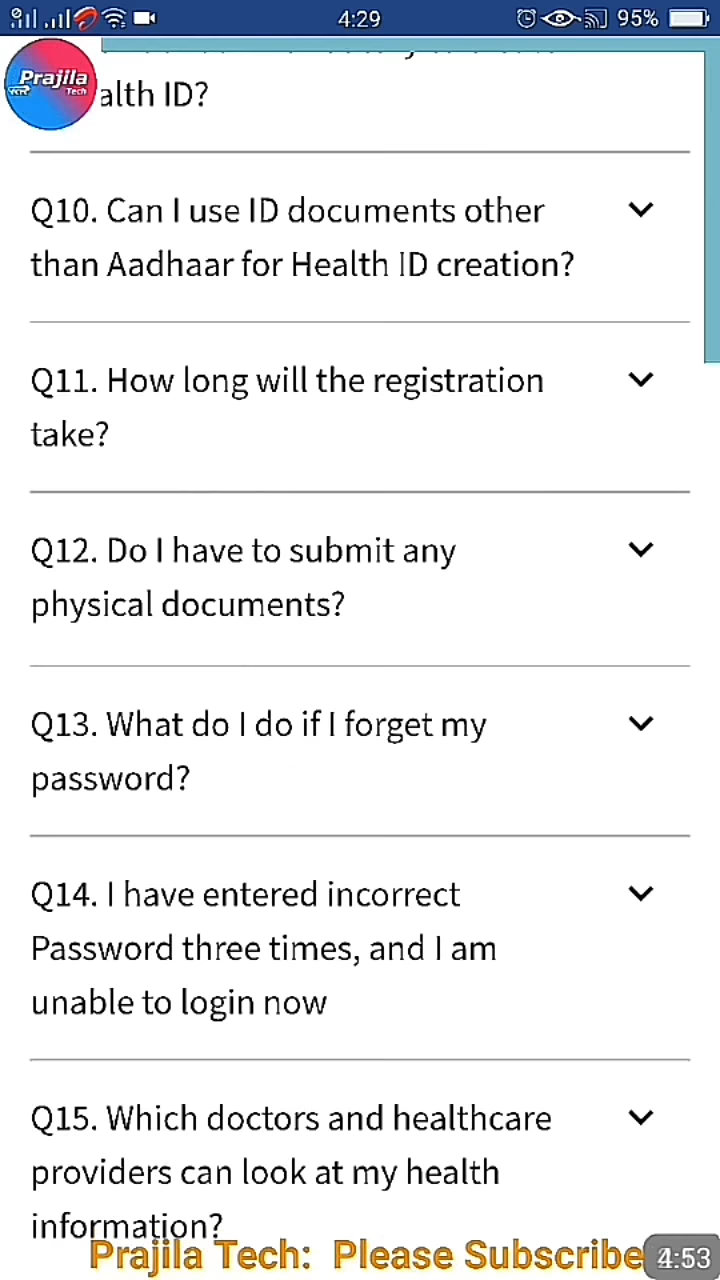 4:29
95%
Prajila
Tech
alth ID?
Q10. Can I use ID documents other
than Aadhaar for Health ID creation?
Q11. How long will the registration
take?
Q12. Do I have to submit any
physical documents?
Q13. What do I do if I forget my
password?
Q14. I have entered incorrect
Password three times, and I am
unable to login now
Q15. Which doctors and healthcare
providers can look at my health
information?
Prajila Tech: Please Subscribe
4:53